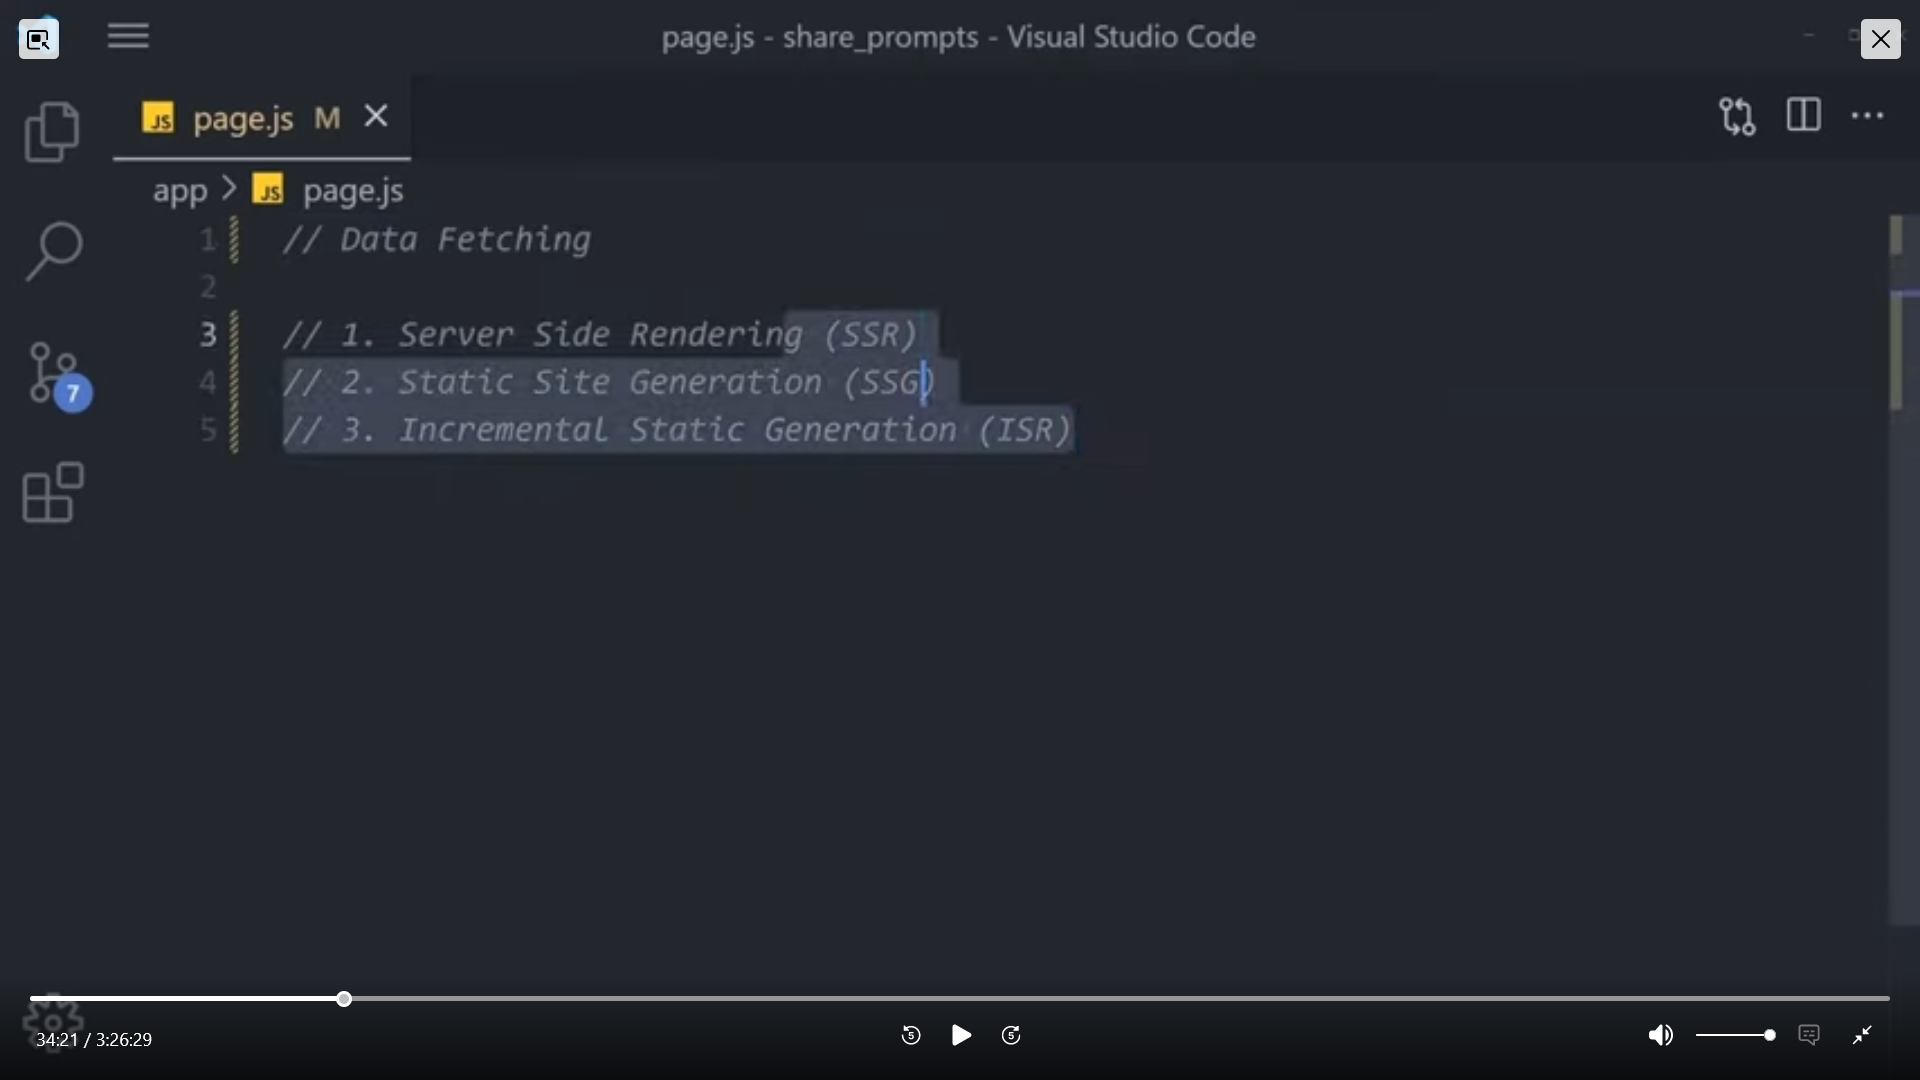 page.js - share_prompts - Visual Studio Code
JS page.js M
app > JS page.js
1 // Data Fetching
2
3 // 1. Server Side Rendering (SSR)
4 // 2. Static Site Generation (SSG)
5 // 3. Incremental Static Generation (ISR)
7
34:21 / 3:26:29
5
5